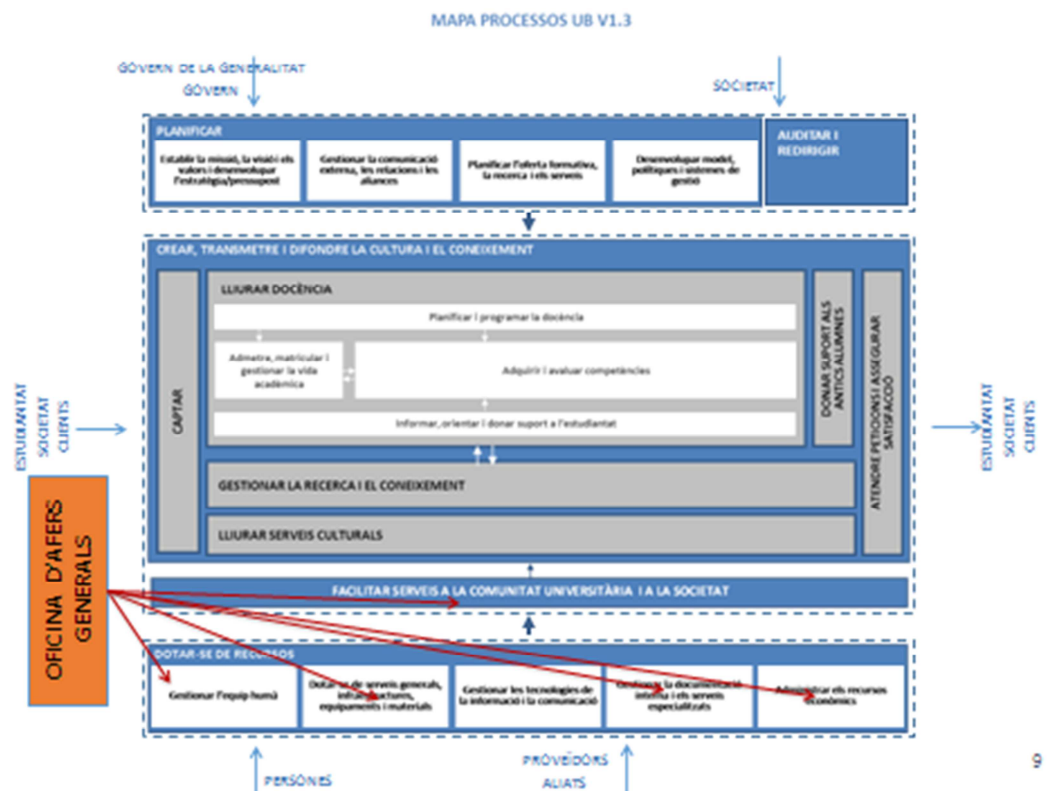 MAPA PROCESSOS UB V1.3
GOVERN DE LA GENERALITAT
GOVERN
SOCIETAT
PLANIFICAR
Establir la missió, la visió i els
valors i desenvolupar
l'estratègia/pressupost
Gestionar la comunicació
externa, les relacions i les
aliances
Planificar l'oferta formativa,
la recerca i els serveis
Desenvolupar model,
polítiques i sistemes de
gestió
AUDITAR I
REDIRIGIR
CREAR, TRANSMETRE I DIFONDRE LA CULTURA I EL CONEIXEMENT
CAPTAR
LLIURAR DOCÈNCIA
Planificar i programar la docència
Admetre, matricular i
gestionar la vida
acadèmica
Adquirir i avaluar competències
Informar, orientar i donar suport a l'estudiantat
DONAR SUPORT ALS
ANTICS ALUMNES
ATENDRE PETICIONS I ASSEGURAR
SATISFACCIÓ
ESTUDIANTAT
SOCIETAT
CLIENTS
ESTUDIANTAT
SOCIETAT
CLIENTS
GESTIONAR LA RECERCA I EL CONEIXEMENT
LLIURAR SERVEIS CULTURALS
OFICINA D'AFERS
GENERALS
FACILITAR SERVEIS A LA COMUNITAT UNIVERSITÀRIA I A LA SOCIETAT
DOTAR-SE DE RECURSOS
Gestionar l'equip humà
Dotar-se de serveis generals,
infraestructures,
equipaments i materials
Gestionar les tecnologies de
la informació i la comunicació
Gestionar la documentació
interna i els serveis
especialitzats
Administrar els recursos
econòmics
PERSONES
PROVEÏDORS
ALIATS
9